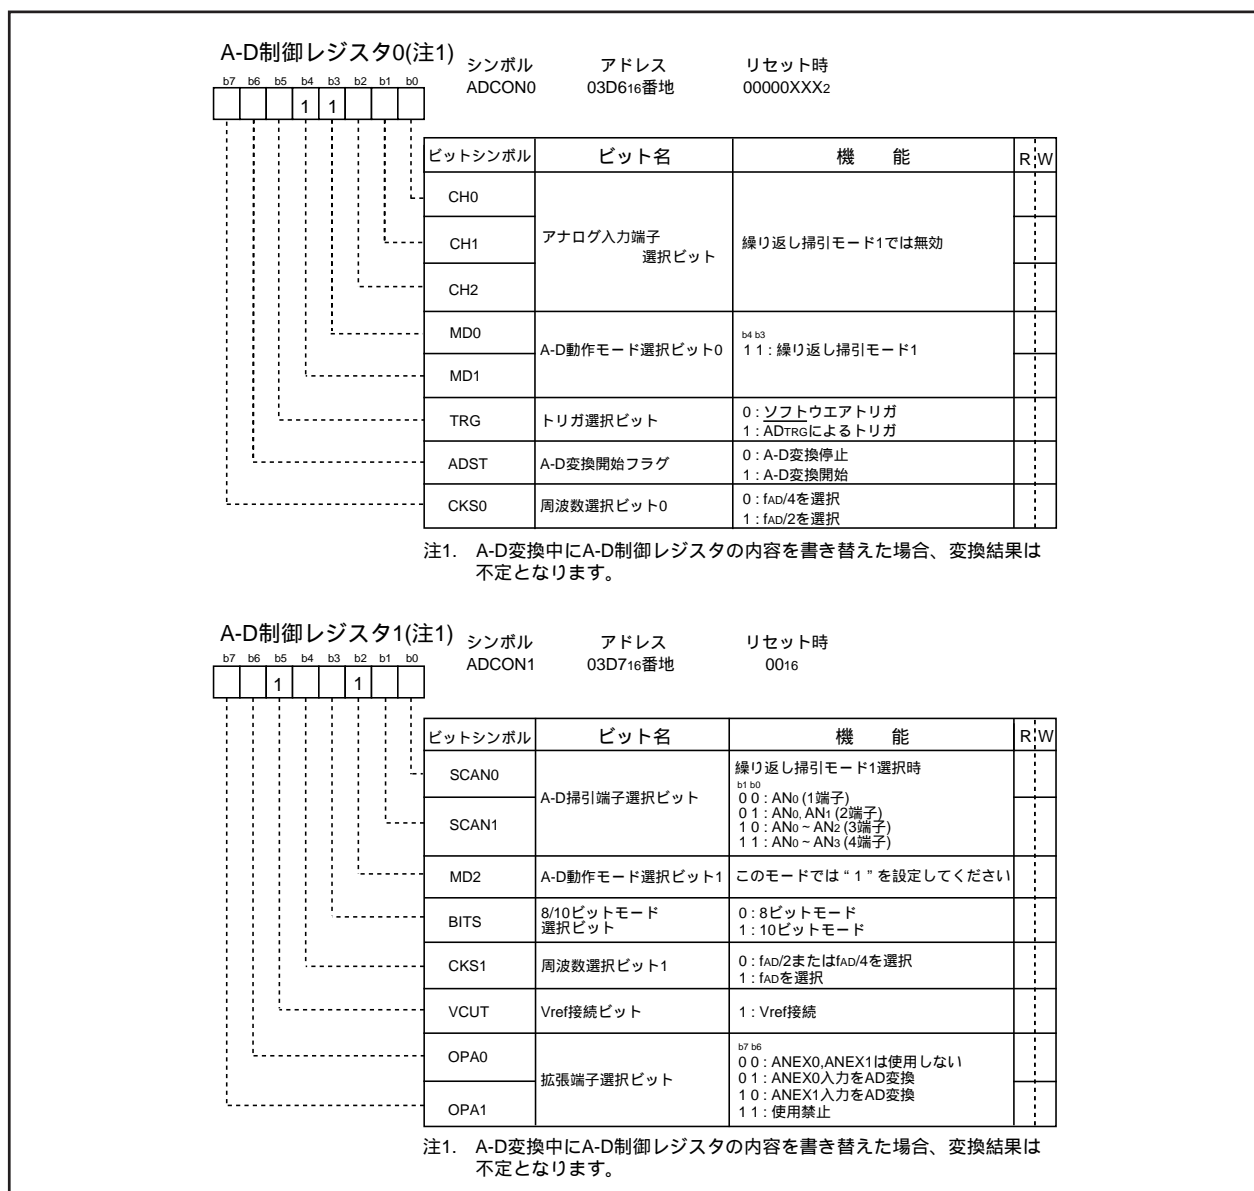 A-D制御レジスタ0(注1)
シンボル アドレス リセット時
ADCON0 03D616番地 00000XXX2
b7 b6 b5 b4 b3 b2 b1 b0
1 1
ビットシンボル ビット名 機 能 R W
CH0
CH1
CH2
アナログ入力端子
選択ビット
繰り返し掃引モード1では無効
MD0
MD1
A-D動作モード選択ビット0
b4 b3
1 1 : 繰り返し掃引モード1
TRG トリガ選択ビット
0 : ソフトウエアトリガ
1 : ADTRGによるトリガ
ADST A-D変換開始フラグ
0 : A-D変換停止
1 : A-D変換開始
CKS0 周波数選択ビット0
0 : fAD/4を選択
1 : fAD/2を選択
注1. A-D変換中にA-D制御レジスタの内容を書き替えた場合、変換結果は
不定となります。
A-D制御レジスタ1(注1)
シンボル アドレス リセット時
ADCON1 03D716番地 0016
b7 b6 b5 b4 b3 b2 b1 b0
1 1
ビットシンボル ビット名 機 能 R W
SCAN0
SCAN1
A-D掃引端子選択ビット
繰り返し掃引モード1選択時
b1 b0
0 0 : AN0 (1端子)
0 1 : AN0, AN1 (2端子)
1 0 : AN0 ~ AN2 (3端子)
1 1 : AN0 ~ AN3 (4端子)
MD2 A-D動作モード選択ビット1 このモードでは “ 1 ” を設定してください
BITS
8/10ビットモード
選択ビット
0 : 8ビットモード
1 : 10ビットモード
CKS1 周波数選択ビット1
0 : fAD/2またはfAD/4を選択
1 : fADを選択
VCUT Vref接続ビット 1 : Vref接続
OPA0
OPA1
拡張端子選択ビット
b7 b6
0 0 : ANEX0,ANEX1は使用しない
0 1 : ANEX0入力をAD変換
1 0 : ANEX1入力をAD変換
1 1 : 使用禁止
注1. A-D変換中にA-D制御レジスタの内容を書き替えた場合、変換結果は
不定となります。